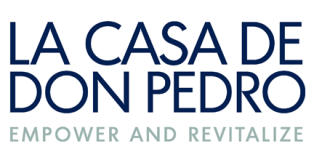 LA CASA DE
DON PEDRO
EMPOWER AND REVITALIZE